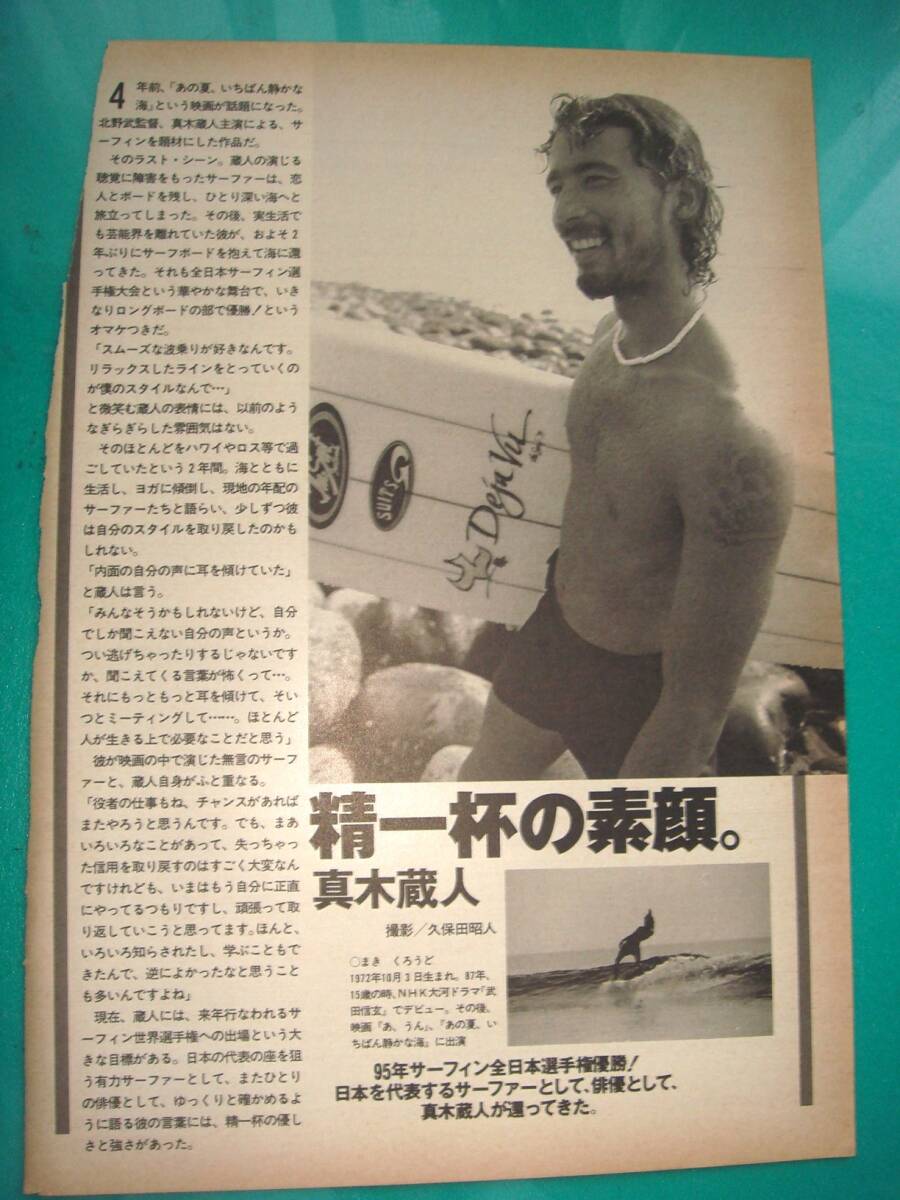 4年前、「あの夏、いちばん静かな
海」という映画が話題になった。
北野武監督、真木蔵人主演による、サ
ーフィンを題材にした作品だ。
そのラスト・シーン。蔵人の演じる
聴覚に障害をもったサーファーは、恋
人とボードを残し、ひとり深い海へと
旅立ってしまった。その後、実生活で
も芸能界を離れていた彼が、およそ2
年ぶりにサーフボードを抱えて海に還
ってきた。それも全日本サーフィン選
手権大会という華やかな舞台で、いき
なりロングボードの部で優勝!という
オマケつきだ。
「スムーズな波乗りが好きなんです。
リラックスしたラインをとっていくの
が僕のスタイルなんで…」
と微笑む蔵人の表情には、以前のよう
なぎらぎらした雰囲気はない。
そのほとんどをハワイやロス等で過
ごしていたという2年間。海とともに
生活し、ヨガに傾倒し、現地の年配の
サーファーたちと語らい、少しずつ彼
は自分のスタイルを取り戻したのかも
しれない。
「内面の自分の声に耳を傾けていた」
と蔵人は言う。
「みんなそうかもしれないけど、自分
でしか聞こえない自分の声というか。
つい逃げちゃったりするじゃないです
か、聞こえてくる言葉が怖くって…。
それにもっともっと耳を傾けて、そい
つとミーティングして……。ほとんど
人が生きる上で必要なことだと思う」
彼が映画の中で演じた無言のサーフ
ァーと、蔵人自身がふと重なる。
「役者の仕事もね、チャンスがあれば
またやろうと思うんです。でも、まあ
いろいろなことがあって、失っちゃっ
た信用を取り戻すのはすごく大変なん
ですけれども、いまはもう自分に正直
にやってるつもりですし、頑張って取
り返していこうと思ってます。ほんと、
いろいろ知らされたし、学ぶこともで
きたんで、逆によかったなと思うこと
も多いんですよね」
現在、蔵人には、来年行なわれるサ
ーフィン世界選手権への出場という大
きな目標がある。日本の代表の座を狙
う有力サーファーとして、またひとり
の俳優として、ゆっくりと確かめるよ
うに語る彼の言葉には、精一杯の優し
さと強さがあった。
SUITS
Déjà Vu
精一杯の素顔。
真木蔵人
撮影/久保田昭人
○まき くろうど
1972年10月3日生まれ。87年、
15歳の時、NHK大河ドラマ「武
田信玄」でデビュー。その後、
映画「あ、うん」、「あの夏、い
ちばん静かな海」に出演
95年サーフィン全日本選手権優勝!
日本を代表するサーファーとして、俳優として、
真木蔵人が還ってきた。